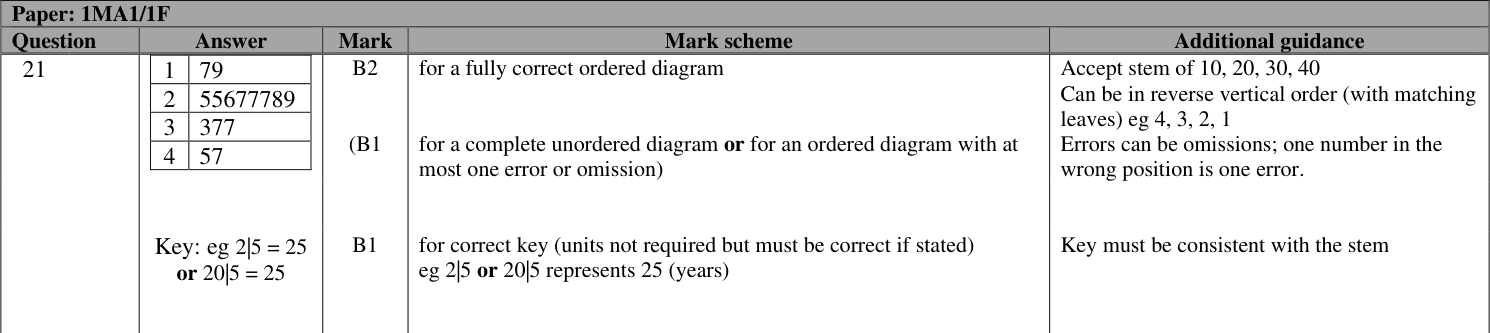 Paper: 1MA1/1F
Question Answer Mark Mark scheme Additional guidance
21 1 79 B2 for a fully correct ordered diagram Accept stem of 10, 20, 30, 40
2 55677789 Can be in reverse vertical order (with matching
3 377 leaves) eg 4, 3, 2, 1
4 57 (B1 for a complete unordered diagram or for an ordered diagram with at Errors can be omissions; one number in the
most one error or omission) wrong position is one error.
Key: eg 2|5 = 25 B1 for correct key (units not required but must be correct if stated) Key must be consistent with the stem
or 20|5 = 25 eg 2|5 or 20|5 represents 25 (years)